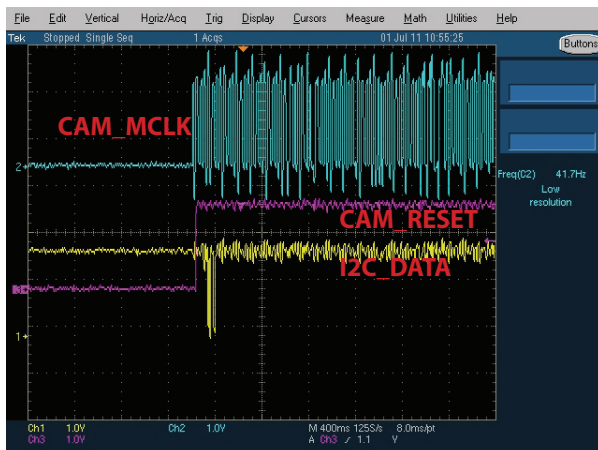 File Edit Vertical Horiz/Acq Trig Display Cursors Measure Math Utilities Help
Tek Stopped Single Seq 1 Acqs 01 Jul 11 10:55:25 Buttons
CAM_MCLK
2
Freq(C2) 41.7Hz
Low
resolution
CAM_RESET
I2C_DATA
3
1
Ch1 1.0V Ch2 1.0V M 400ms 125S/s 8.0ms/pt
Ch3 1.0V A Ch3 / 1.1 V